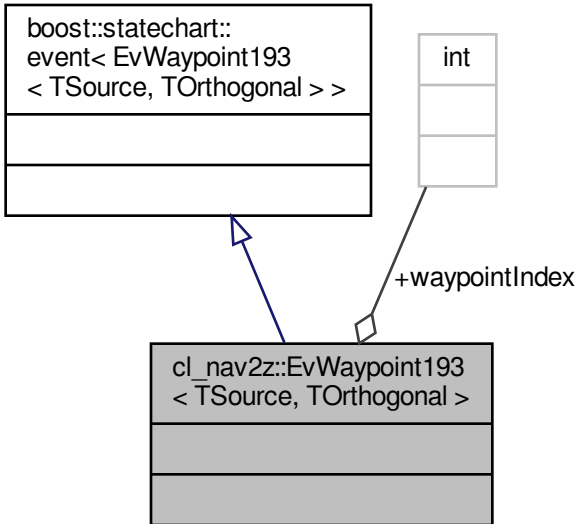 boost::statechart::
event< EvWaypoint193
< TSource, TOrthogonal > >
int
+waypointIndex
cl_nav2z::EvWaypoint193
< TSource, TOrthogonal >